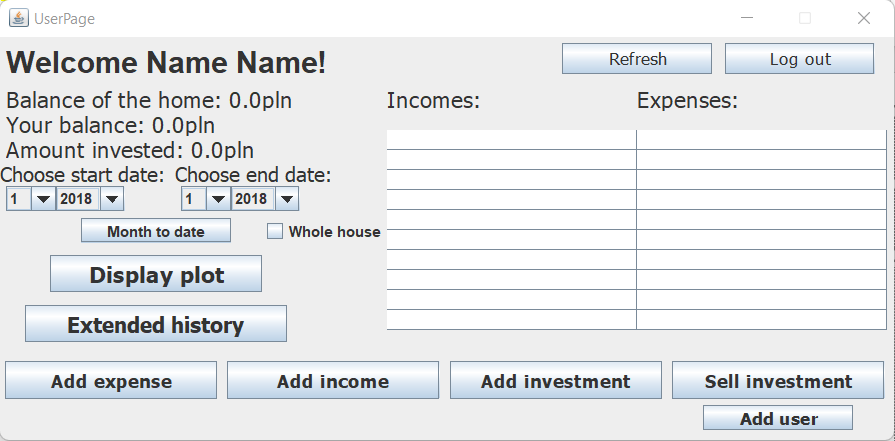 UserPage
Welcome Name Name!
Refresh
Log out
Balance of the home: 0.0pln
Your balance: 0.0pln
Amount invested: 0.0pln
Incomes:
Expenses:
Choose start date:
Choose end date:
1
2018
1
2018
Month to date
Whole house
Display plot
Extended history
Add expense
Add income
Add investment
Sell investment
Add user